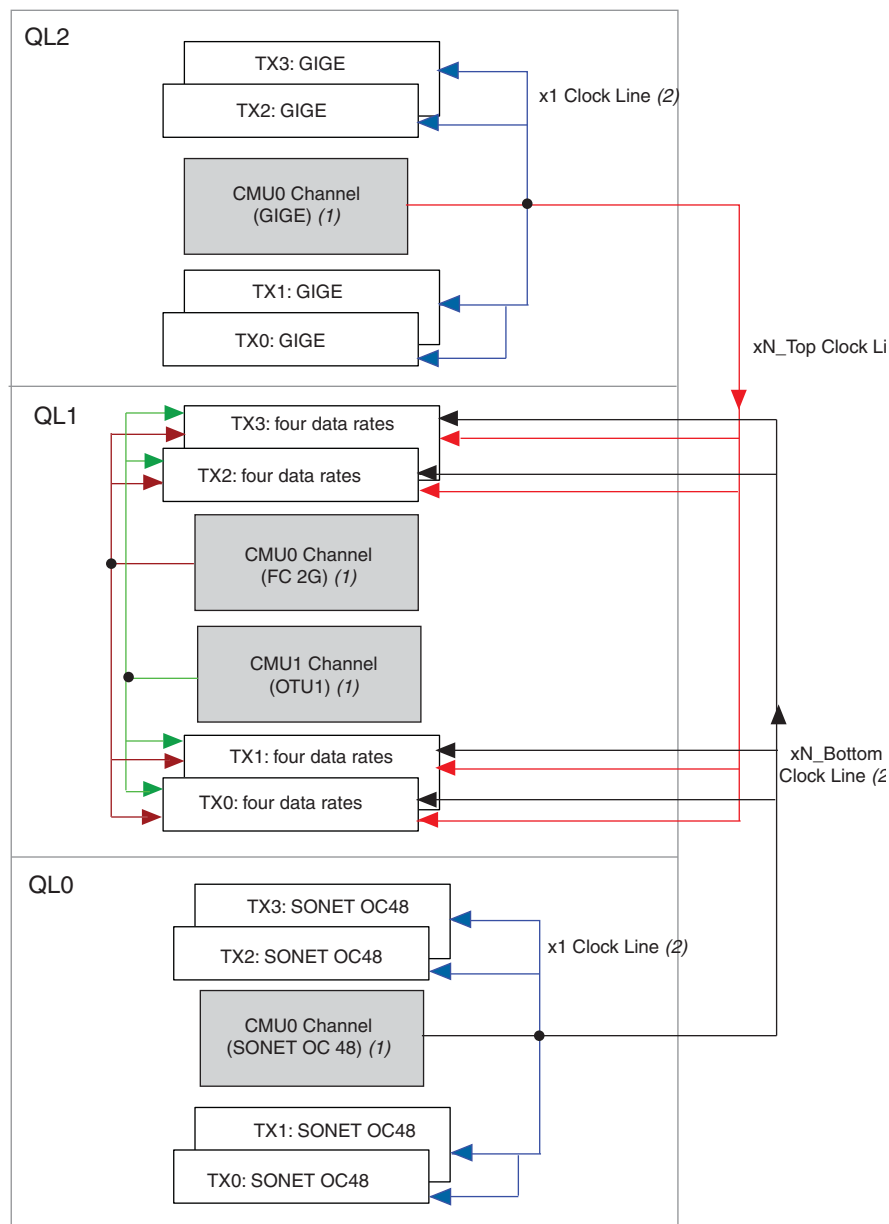 QL2
TX3: GIGE
x1 Clock Line (2)
TX2: GIGE
CMU0 Channel
(GIGE) (1)
TX1: GIGE
TX0: GIGE
xN_Top Clock
QL1
TX3: four data rates
TX2: four data rates
CMU0 Channel
(FC 2G) (1)
CMU1 Channel
(OTU1) (1)
TX1: four data rates
xN_Bottom
Clock Line (2
TX0: four data rates
QL0
TX3: SONET OC48
TX2: SONET OC48
x1 Clock Line (2)
CMU0 Channel
(SONET OC 48) (1)
TX1: SONET OC48
TX0: SONET OC48